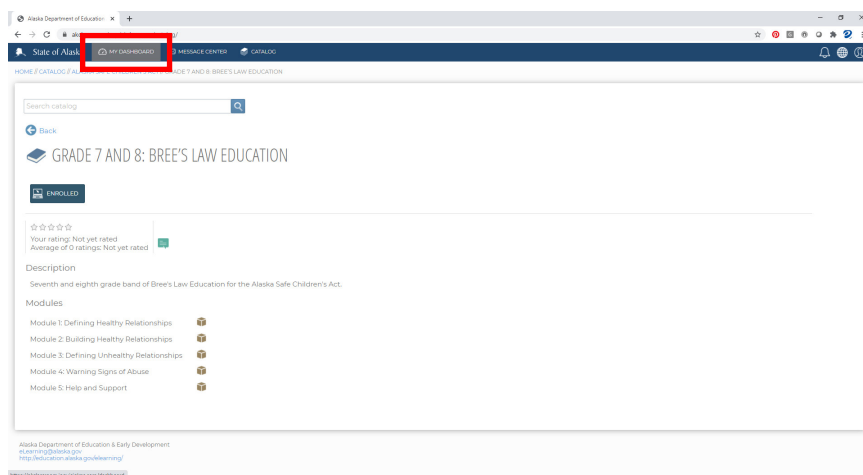 Alaska Department of Education
State of Alask MY DASHBOARD MESSAGE CENTER CATALOG
HOME // CATALOG // GRADE 7 AND 8: BREE'S LAW EDUCATION
Search catalog
Back
GRADE 7 AND 8: BREE'S LAW EDUCATION
ENROLLED
Your rating: Not yet rated
Average of 0 ratings: Not yet rated
Description
Seventh and eighth grade band of Bree's Law Education for the Alaska Safe Children's Act.
Modules
Module 1: Defining Healthy Relationships
Module 2: Building Healthy Relationships
Module 3: Defining Unhealthy Relationships
Module 4: Warning Signs of Abuse
Module 5: Help and Support
Alaska Department of Education & Early Development
eLearning@alaska.gov
http://education.alaska.gov/elearning/